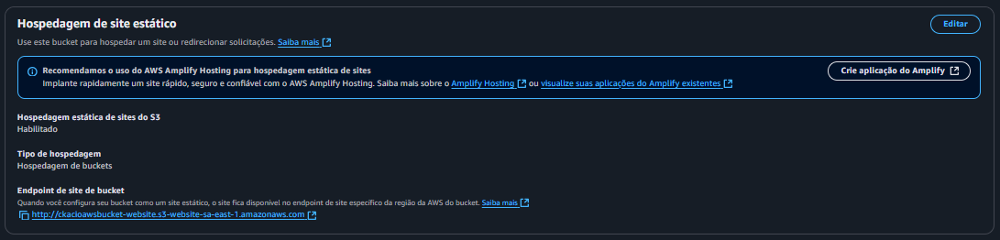 Hospedagem de site estático
Editar
Use este bucket para hospedar um site ou redirecionar solicitações. Saiba mais
Recomendamos o uso do AWS Amplify Hosting para hospedagem estática de sites
Crie aplicação do Amplify
Implante rapidamente um site rápido, seguro e confiável com o AWS Amplify Hosting. Saiba mais sobre o Amplify Hosting ou visualize suas aplicações do Amplify existentes
Hospedagem estática de sites do S3
Habilitado
Tipo de hospedagem
Hospedagem de buckets
Endpoint de site de bucket
Quando você configura seu bucket como um site estático, o site fica disponível no endpoint de site específico da região da AWS do bucket. Saiba mais
http://ckacioawsbucket-website.s3-website-sa-east-1.amazonaws.com